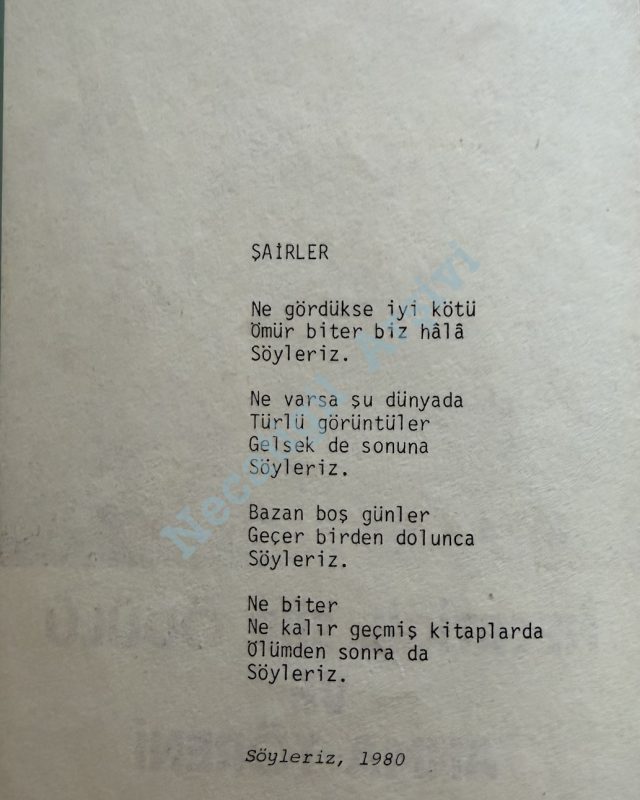 ŞAİRLER
Ne gördükse iyi kötü
Ömür biter biz hâlâ
Söyleriz.
Ne varsa şu dünyada
Türlü görüntüler
Gelsek de sonuna
Söyleriz.
Bazan boş günler
Geçer birden dolunca
Söyleriz.
Ne biter
Ne kalır geçmiş kitaplarda
Ölümden sonra da
Söyleriz.
Söyleriz, 1980